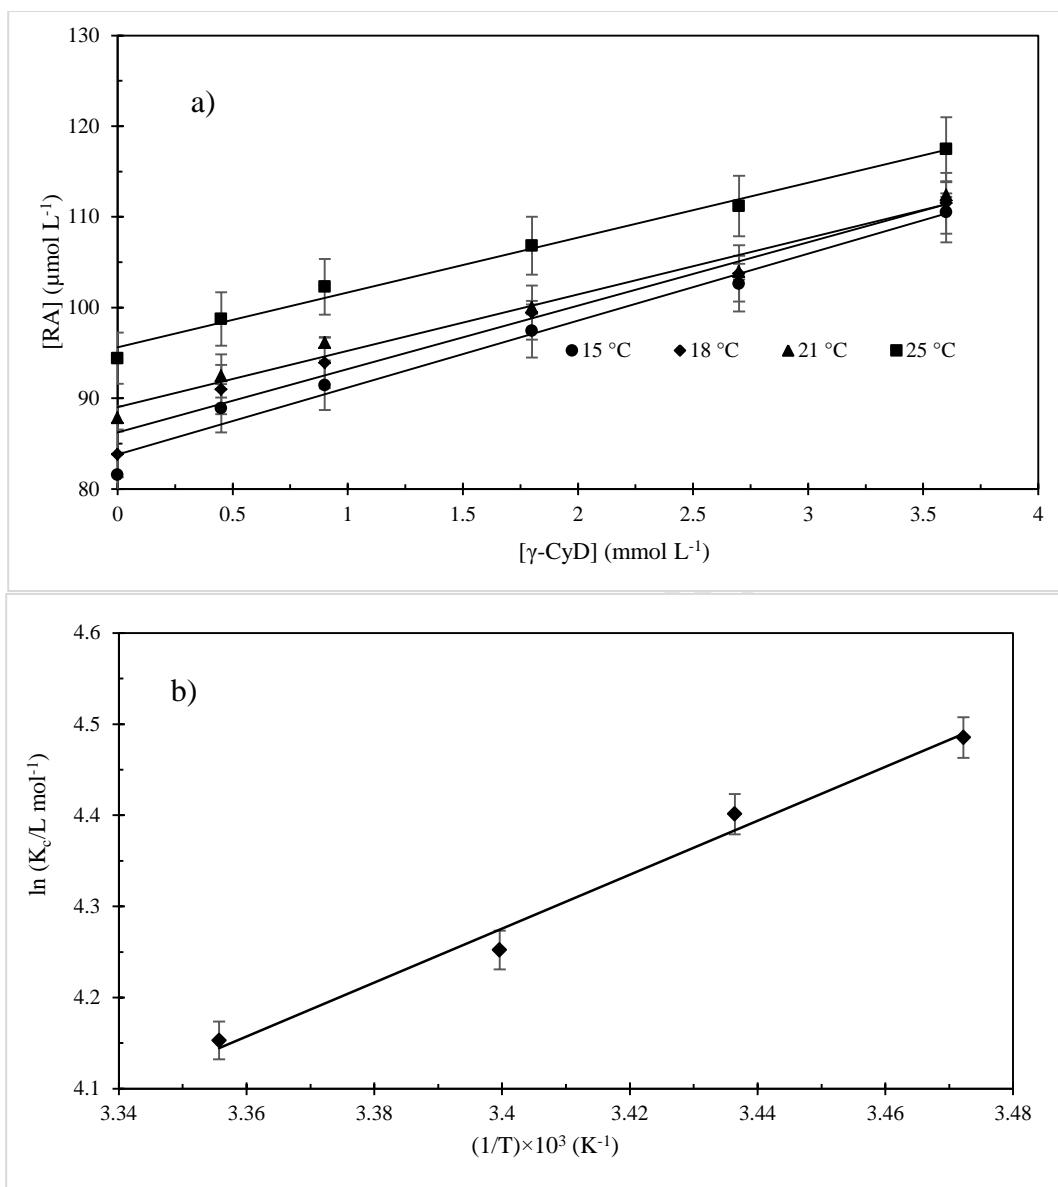 a)
[RA] (µmol L⁻¹)
130
120
110
100
90
80
15 °C 18 °C 21 °C 25 °C
0 0.5 1 1.5 2 2.5 3 3.5 4
[γ-CyD] (mmol L⁻¹)
b)
ln (K_c/L mol⁻¹)
4.6
4.5
4.4
4.3
4.2
4.1
3.34 3.36 3.38 3.4 3.42 3.44 3.46 3.48
(1/T)×10³ (K⁻¹)